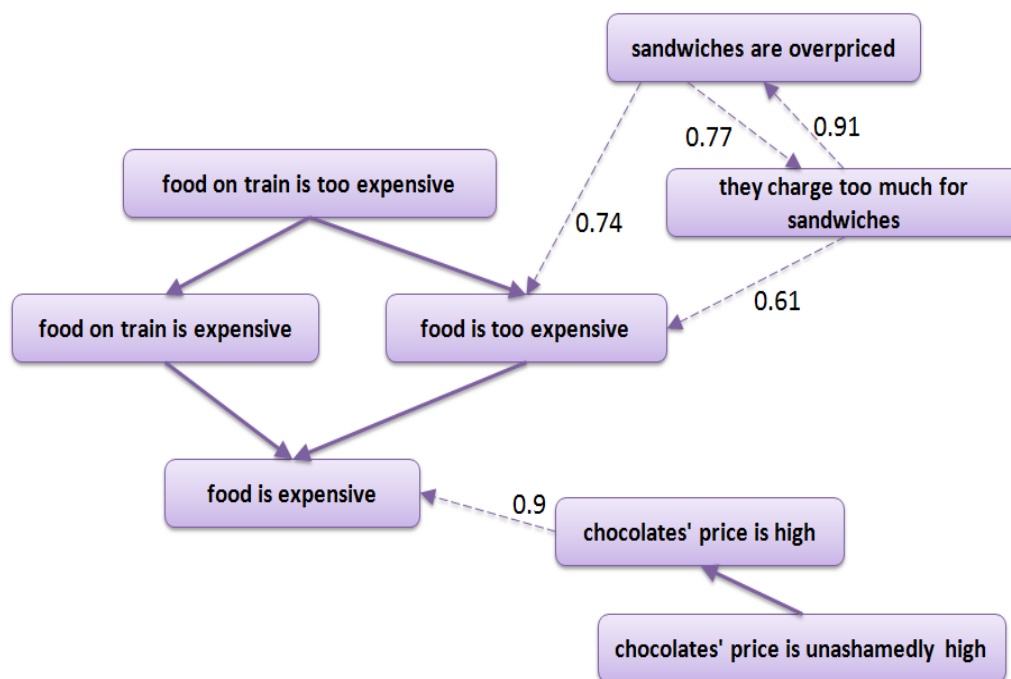 sandwiches are overpriced
0.77
0.91
food on train is too expensive
they charge too much for
sandwiches
0.74
food on train is expensive
food is too expensive
0.61
food is expensive
0.9
chocolates' price is high
chocolates' price is unashamedly high